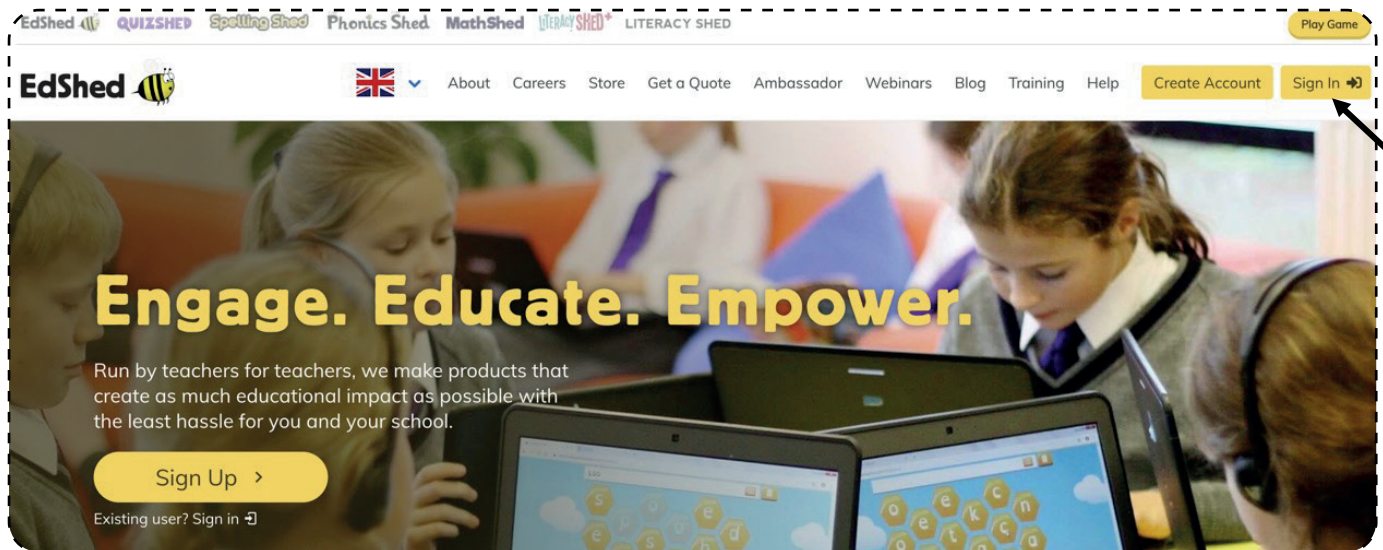 EdShed QUIZSHED Spelling Shed Phonics Shed MathShed LITERACY SHED+ LITERACY SHED Play Game
EdShed About Careers Store Get a Quote Ambassador Webinars Blog Training Help Create Account Sign In
Engage. Educate. Empower.
Run by teachers for teachers, we make products that
create as much educational impact as possible with
the least hassle for you and your school.
Sign Up >
Existing user? Sign in